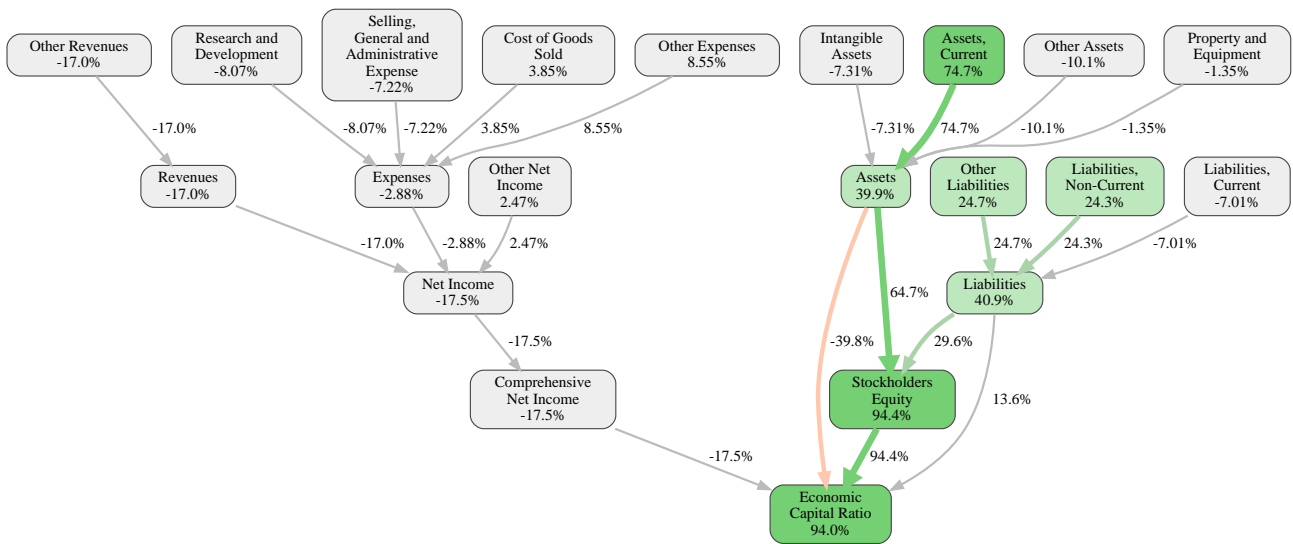 Other Revenues
-17.0%
Research and
Development
-8.07%
Selling,
General and
Administrative
Expense
-7.22%
Cost of Goods
Sold
3.85%
Other Expenses
8.55%
Intangible
Assets
-7.31%
Assets,
Current
74.7%
Other Assets
-10.1%
Property and
Equipment
-1.35%
-17.0%
-8.07%
-7.22%
3.85%
8.55%
-7.31%
74.7%
-10.1%
-1.35%
Revenues
-17.0%
Expenses
-2.88%
Other Net
Income
2.47%
Assets
39.9%
Other
Liabilities
24.7%
Liabilities,
Non-Current
24.3%
Liabilities,
Current
-7.01%
-17.0%
-2.88%
2.47%
24.7%
24.3%
-7.01%
Net Income
-17.5%
64.7%
Liabilities
40.9%
-17.5%
-39.8%
29.6%
Comprehensive
Net Income
-17.5%
Stockholders
Equity
94.4%
13.6%
-17.5%
94.4%
Economic
Capital Ratio
94.0%